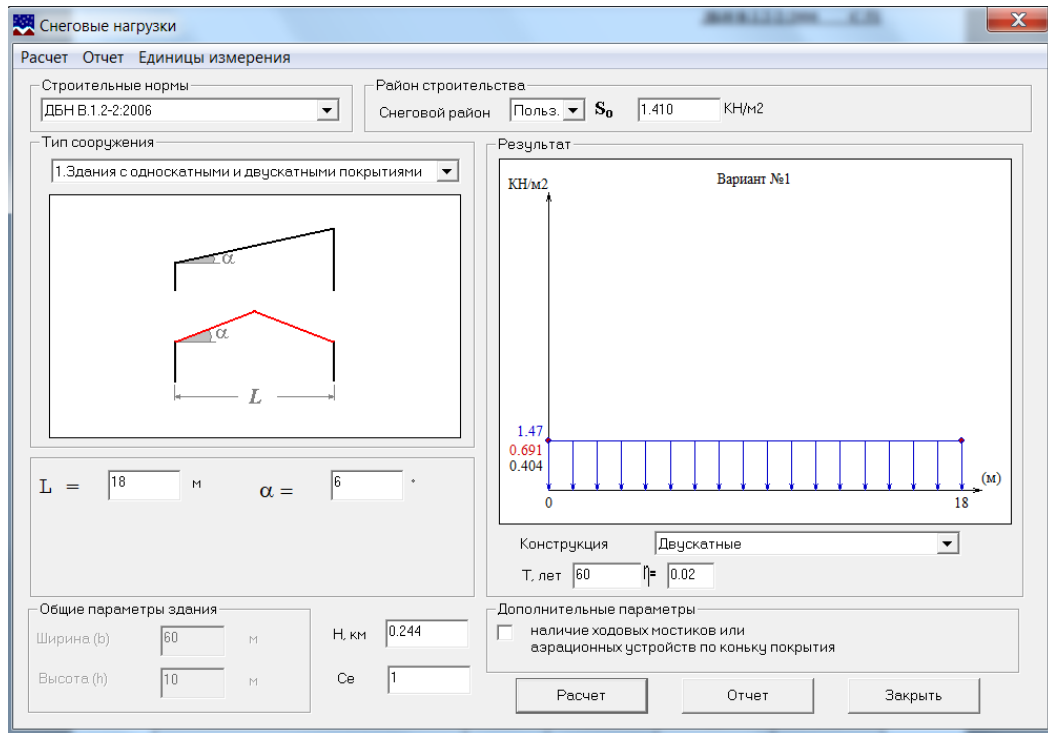 Снеговые нагрузки
Расчет Отчет Единицы измерения
Строительные нормы
ДБН В.1.2-2:2006
Район строительства
Снеговой район Польз. S₀ 1.410 КН/м2
Тип сооружения
1.Здания с односкатными и двускатными покрытиями
α
α
L
L = 18 м α = 6 °
Результат
КН/м2 Вариант №1
1.47
0.691
0.404
(м)
0 18
Конструкция Двускатные
T, лет 60 η= 0.02
Общие параметры здания
Ширина (b) 60 м
Высота (h) 10 м
H, км 0.244
Ce 1
Дополнительные параметры
наличие ходовых мостиков или
аэрационных устройств по коньку покрытия
Расчет Отчет Закрыть